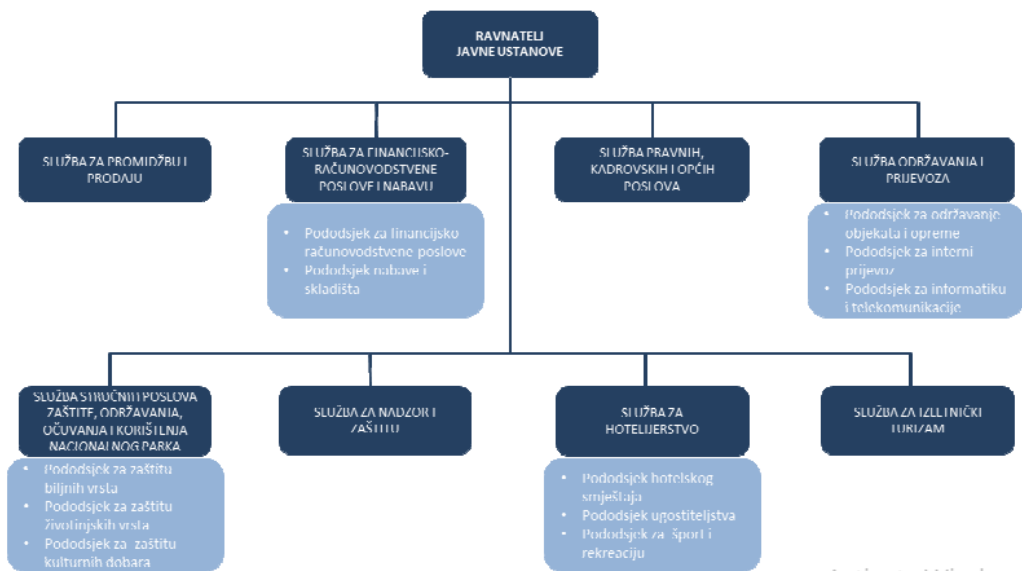 RAVNATELJ
JAVNE USTANOVE
SLUŽBA ZA PROMIDŽBU I
PRODAJU
SLUŽBA ZA FINANCIJSKO-
RAČUNOVODSTVENE
POSLOVE I NABAVU
• Pododsjek za financijsko
računovodstvene poslove
• Pododsjek nabave i
skladišta
SLUŽBA PRAVNIH,
KADROVSKIH I OPĆIH
POSLOVA
SLUŽBA ODRŽAVANJA I
PRIJEVOZA
• Pododsjek za održavanje
objekata i opreme
• Pododsjek za interni
prijevoz
• Pododsjek za informatiku
i telekomunikacije
SLUŽBA STRUČNIH POSLOVA
ZAŠTITE, ODRŽAVANJA,
OČUVANJA I KORIŠTENJA
NACIONALNOG PARKA
• Pododsjek za zaštitu
biljnih vrsta
• Pododsjek za zaštitu
životinjskih vrsta
• Pododsjek za zaštitu
kulturnih dobara
SLUŽBA ZA NADZOR I
ZAŠTITU
SLUŽBA ZA
HOTELIJERSTVO
• Pododsjek hotelskog
smještaja
• Pododsjek ugostiteljstva
• Pododsjek za šport i
rekreaciju
SLUŽBA ZA IZLETNIČKI
TURIZAM